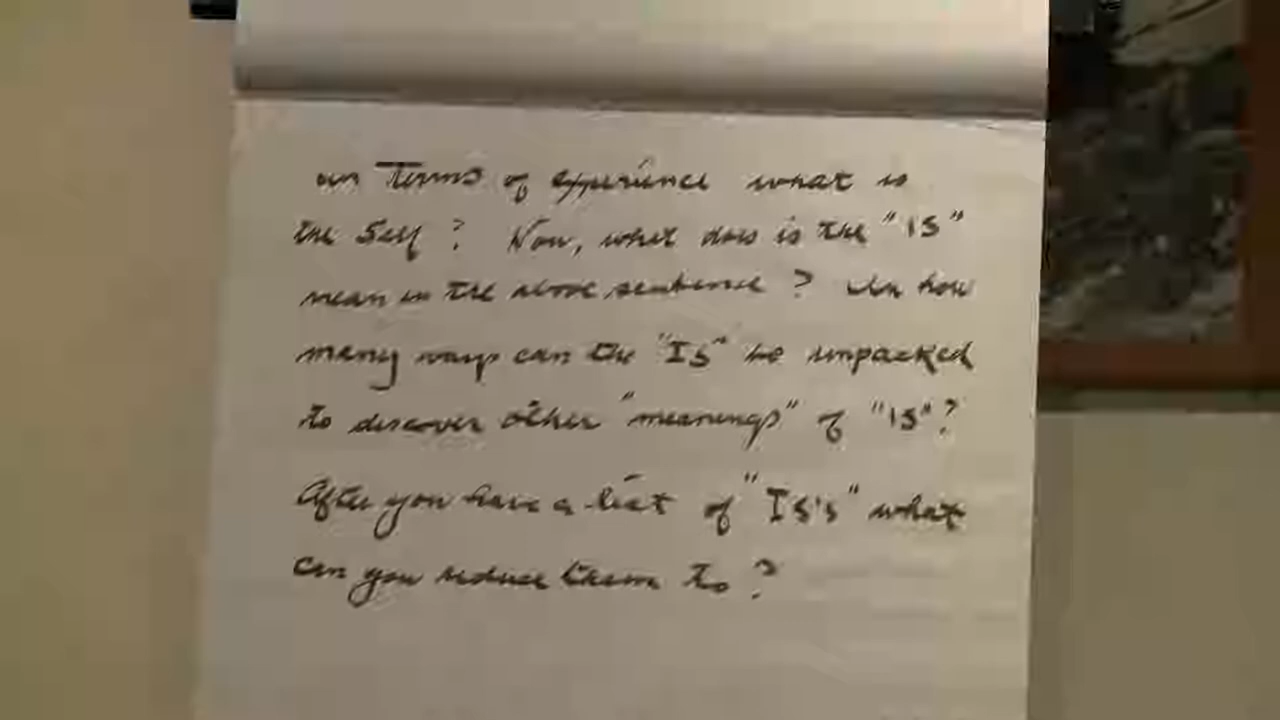 in Terms of experience what is
the Self? Now, what does is the "IS"
mean in the above sentence? In how
many ways can the "IS" be unpacked
to discover other "meanings" of "IS"?
After you have a list of "IS's" what
can you reduce them to?